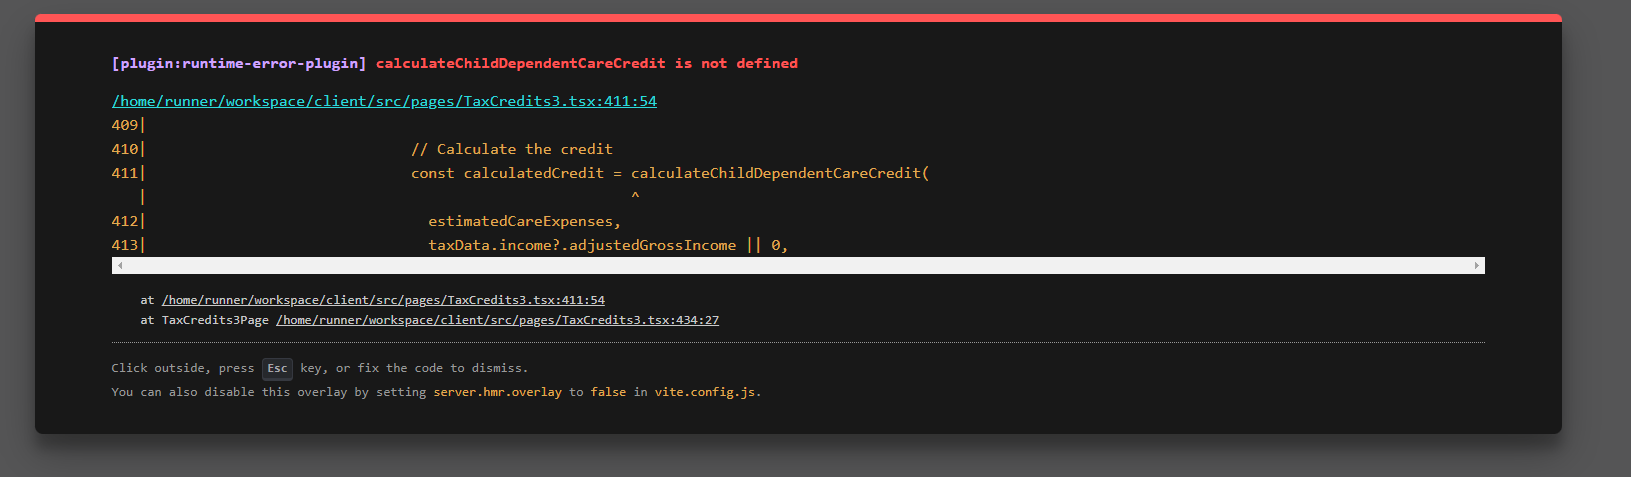 [plugin:runtime-error-plugin] calculateChildDependentCareCredit is not defined
/home/runner/workspace/client/src/pages/TaxCredits3.tsx:411:54
409|
410|                              // Calculate the credit
411|                              const calculatedCredit = calculateChildDependentCareCredit(
   |                                                       ^
412|                                estimatedCareExpenses,
413|                                taxData.income?.adjustedGrossIncome || 0,
at /home/runner/workspace/client/src/pages/TaxCredits3.tsx:411:54
at TaxCredits3Page /home/runner/workspace/client/src/pages/TaxCredits3.tsx:434:27
Click outside, press Esc key, or fix the code to dismiss.
You can also disable this overlay by setting server.hmr.overlay to false in vite.config.js.